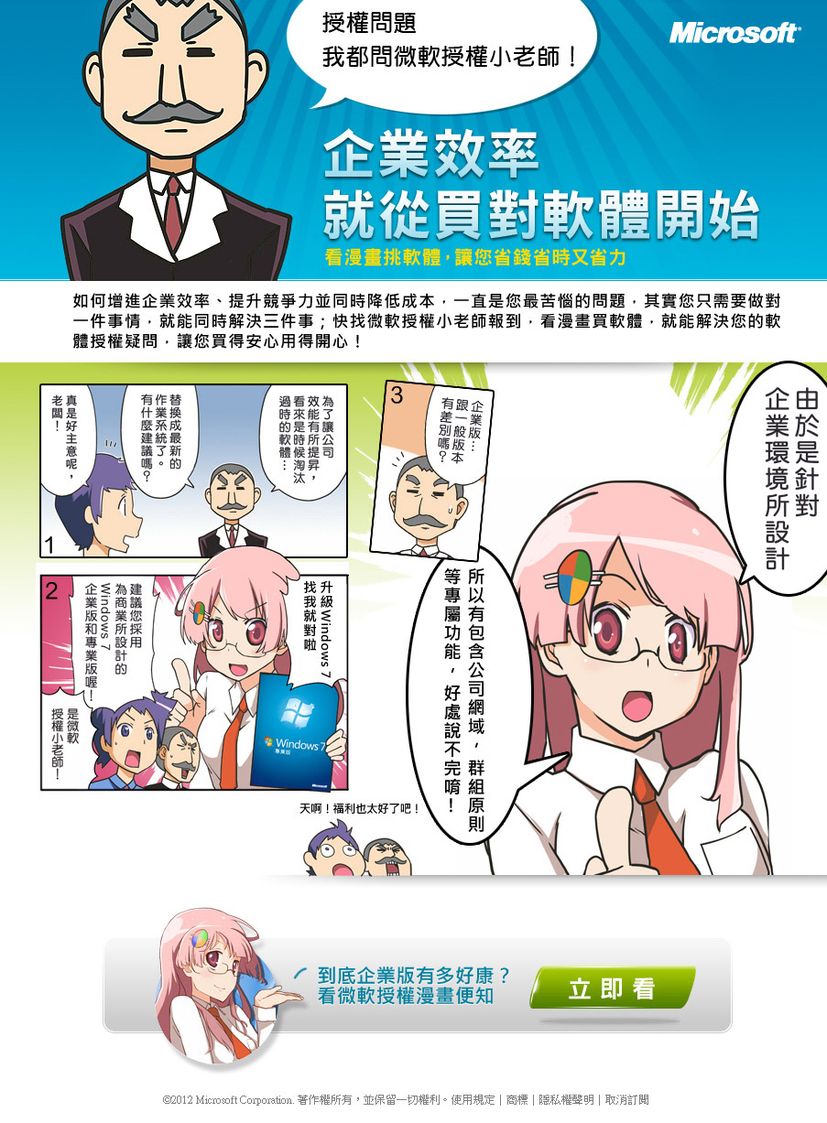 授權問題
我都問微軟授權小老師！
Microsoft
企業效率
就從買對軟體開始
看漫畫挑軟體，讓您省錢省時又省力
如何增進企業效率、提升競爭力並同時降低成本，一直是您最苦惱的問題，其實您只需要做對
一件事情，就能同時解決三件事；快找微軟授權小老師報到，看漫畫買軟體，就能解決您的軟
體授權疑問，讓您買得安心用得開心！
為了讓公司
效能有所提昇，
看來是時候淘汰
過時的軟體…
替換成最新的
作業系統了。
有什麼建議嗎？
真是好主意呢，
老闆！
1
2
升級Windows 7
找我就對啦
建議您採用
為商業所設計的
Windows 7
企業版和專業版喔！
是微軟
授權小老師！
Windows 7
專業版
Microsoft
3
企業版…
跟一般版本
有差別嗎？
由於是針對
企業環境所設計
所以有包含公司網域，群組原則
等專屬功能，好處說不完唷！
天啊！福利也太好了吧！
到底企業版有多好康？
看微軟授權漫畫便知
立即看
©2012 Microsoft Corporation. 著作權所有，並保留一切權利。使用規定｜商標｜隱私權聲明｜取消訂閱